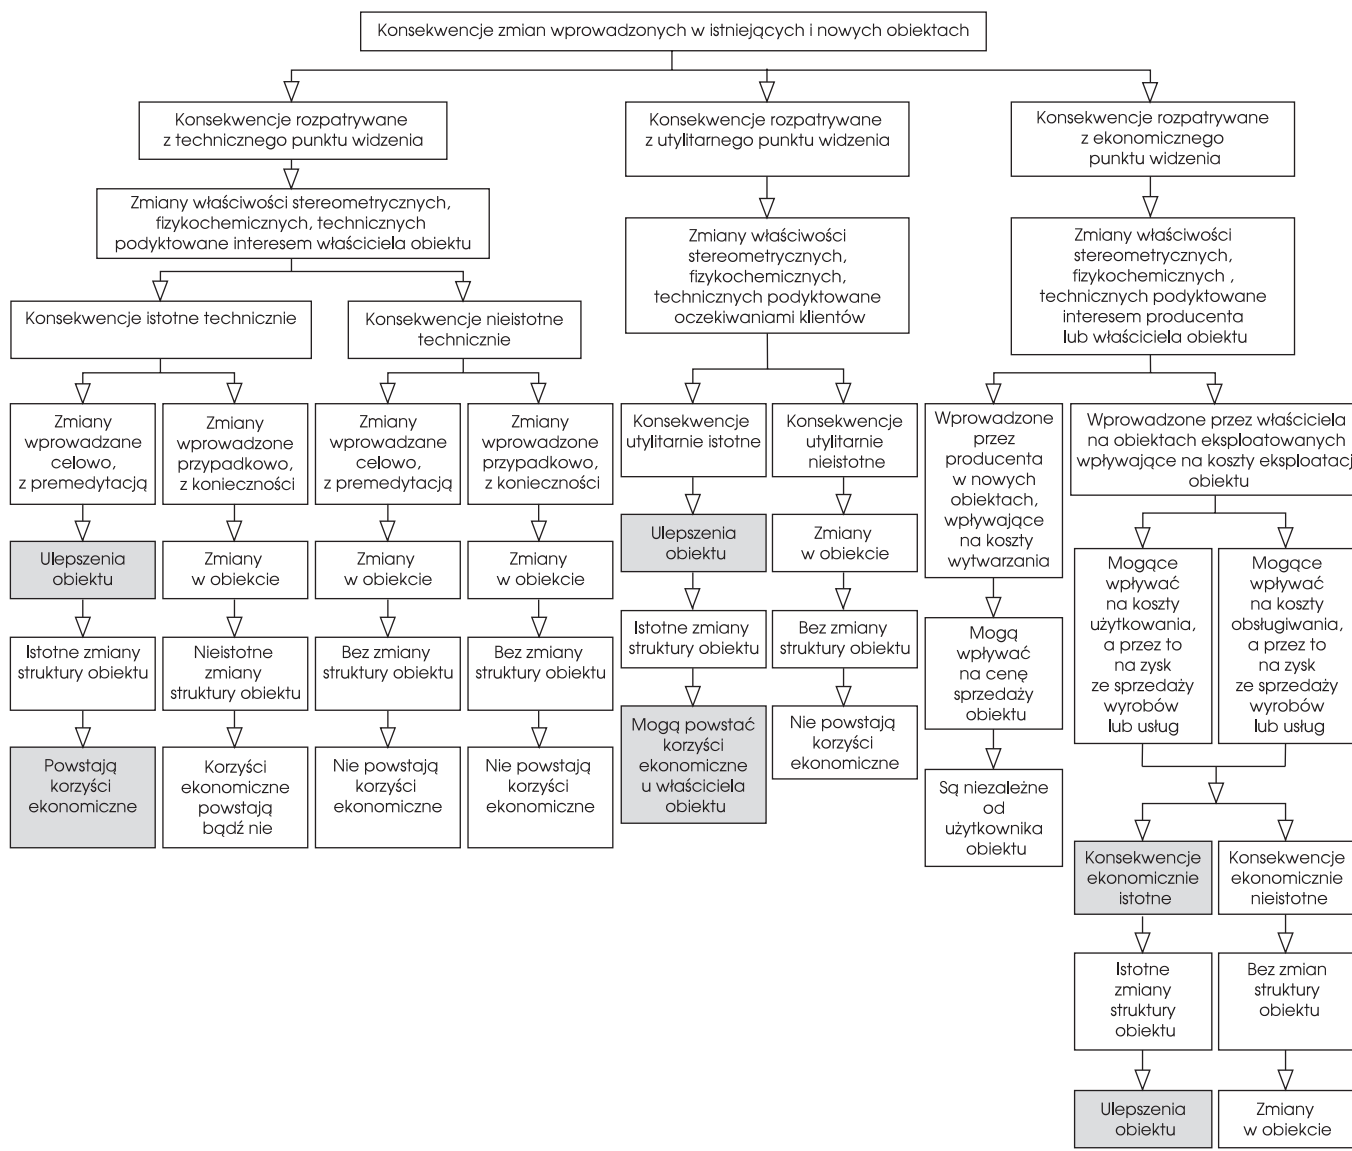 Konsekwencje zmian wprowadzonych w istniejących i nowych obiektach
Konsekwencje rozpatrywane
z technicznego punktu widzenia
Konsekwencje rozpatrywane
z utylitarnego punktu widzenia
Konsekwencje rozpatrywane
z ekonomicznego
punktu widzenia
Zmiany właściwości stereometrycznych,
fizykochemicznych, technicznych
podyktowane interesem właściciela obiektu
Zmiany właściwości
stereometrycznych,
fizykochemicznych,
technicznych podyktowane
oczekiwaniami klientów
Zmiany właściwości
stereometrycznych,
fizykochemicznych ,
technicznych podyktowane
interesem producenta
lub właściciela obiektu
Konsekwencje istotne technicznie
Konsekwencje nieistotne
technicznie
Zmiany
wprowadzane
celowo,
z premedytacją
Zmiany
wprowadzone
przypadkowo,
z konieczności
Zmiany
wprowadzane
celowo,
z premedytacją
Zmiany
wprowadzone
przypadkowo,
z konieczności
Konsekwencje
utylitarnie istotne
Konsekwencje
utylitarnie
nieistotne
Wprowadzone
przez
producenta
w nowych
obiektach,
wpływające
na koszty
wytwarzania
Wprowadzone przez właściciela
na obiektach eksploatowanych
wpływające na koszty eksploatacj
obiektu
Ulepszenia
obiektu
Zmiany
w obiekcie
Zmiany
w obiekcie
Zmiany
w obiekcie
Ulepszenia
obiektu
Zmiany
w obiekcie
Mogące
wpływać
na koszty
użytkowania,
a przez to
na zysk
ze sprzedaży
wyrobów
lub usług
Mogące
wpływać
na koszty
obsługiwania,
a przez to
na zysk
ze sprzedaży
wyrobów
lub usług
Istotne zmiany
struktury obiektu
Nieistotne
zmiany
struktury obiektu
Bez zmiany
struktury obiektu
Bez zmiany
struktury obiektu
Istotne zmiany
struktury obiektu
Bez zmiany
struktury obiektu
Mogą
wpływać
na cenę
sprzedaży
obiektu
Powstają
korzyści
ekonomiczne
Korzyści
ekonomiczne
powstają
bądź nie
Nie powstają
korzyści
ekonomiczne
Nie powstają
korzyści
ekonomiczne
Mogą powstać
korzyści
ekonomiczne
u właściciela
obiektu
Nie powstają
korzyści
ekonomiczne
Są niezależne
od
użytkownika
obiektu
Konsekwencje
ekonomicznie
istotne
Konsekwencje
ekonomicznie
nieistotne
Istotne
zmiany
struktury
obiektu
Bez zmian
struktury
obiektu
Ulepszenia
obiektu
Zmiany
w obiekcie